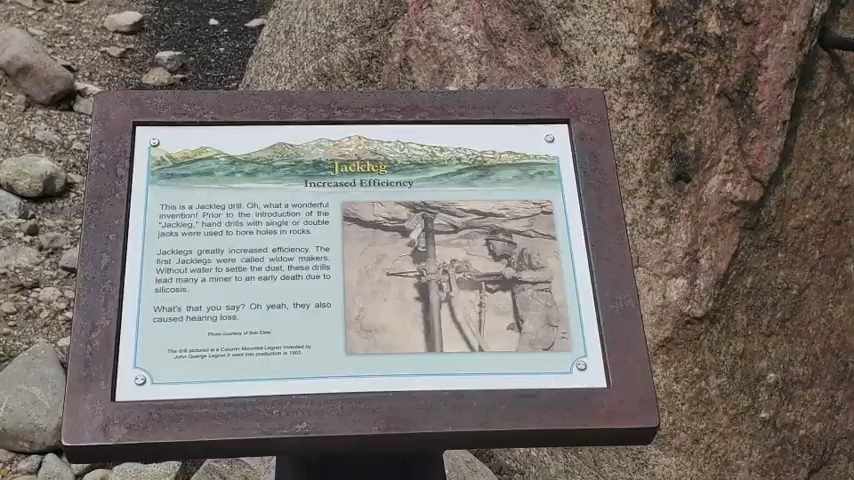 Jackleg
Increased Efficiency
This is a Jackleg drill. Oh, what a wonderful
invention! Prior to the introduction of the
"Jackleg," hand drills with single or double
jacks were used to bore holes in rocks.
Jacklegs greatly increased efficiency. The
first Jacklegs were called widow makers.
Without water to settle the dust, these drills
lead many a miner to an early death due to
silicosis.
What's that you say? Oh yeah, they also
caused hearing loss.
Photo courtesy of Bob Elder
The drill pictured is a Column Mounted Leyner invented by
John George Leyner. It went into production in 1903.